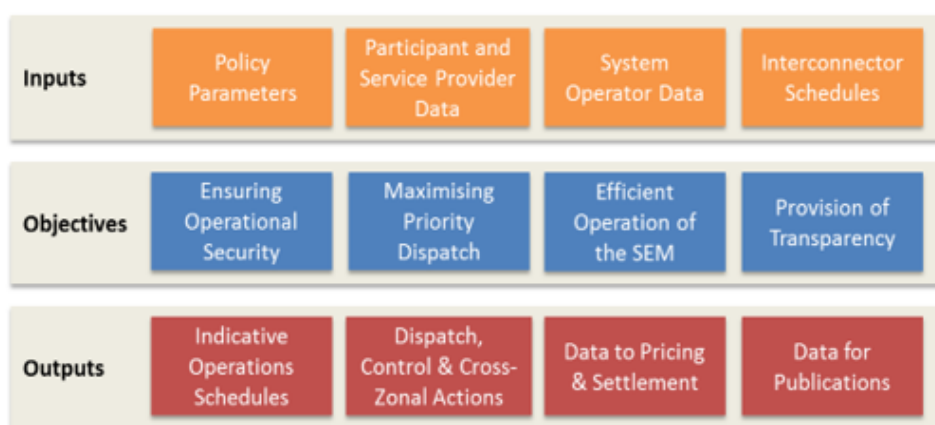 Inputs
Policy
Parameters
Participant and
Service Provider
Data
System
Operator Data
Interconnector
Schedules
Objectives
Ensuring
Operational
Security
Maximising
Priority
Dispatch
Efficient
Operation of
the SEM
Provision of
Transparency
Outputs
Indicative
Operations
Schedules
Dispatch,
Control & Cross-
Zonal Actions
Data to Pricing
& Settlement
Data for
Publications